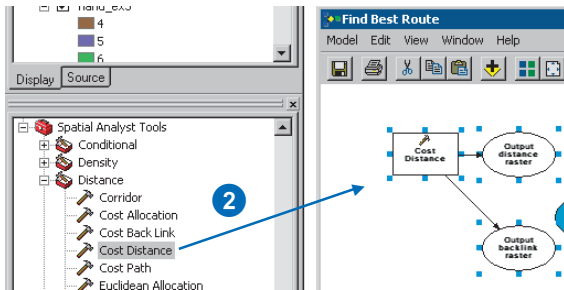 hand_ex3
4
5
6
Display Source
Spatial Analyst Tools
Conditional
Density
Distance
Corridor
Cost Allocation
Cost Back Link
Cost Distance
Cost Path
Euclidean Allocation
2
Find Best Route
Model Edit View Window Help
Cost
Distance
Output
distance
raster
Output
backlink
raster